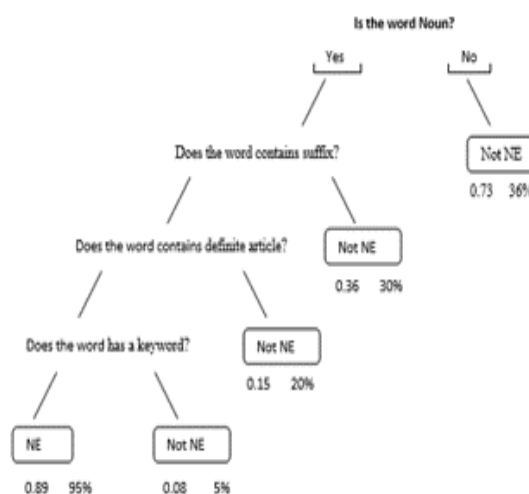 Is the word Noun?
Yes
No
Does the word contains suffix?
Not NE
0.73 36%
Does the word contains definite article?
Not NE
0.36 30%
Does the word has a keyword?
Not NE
0.15 20%
NE
Not NE
0.89 95%
0.08 5%